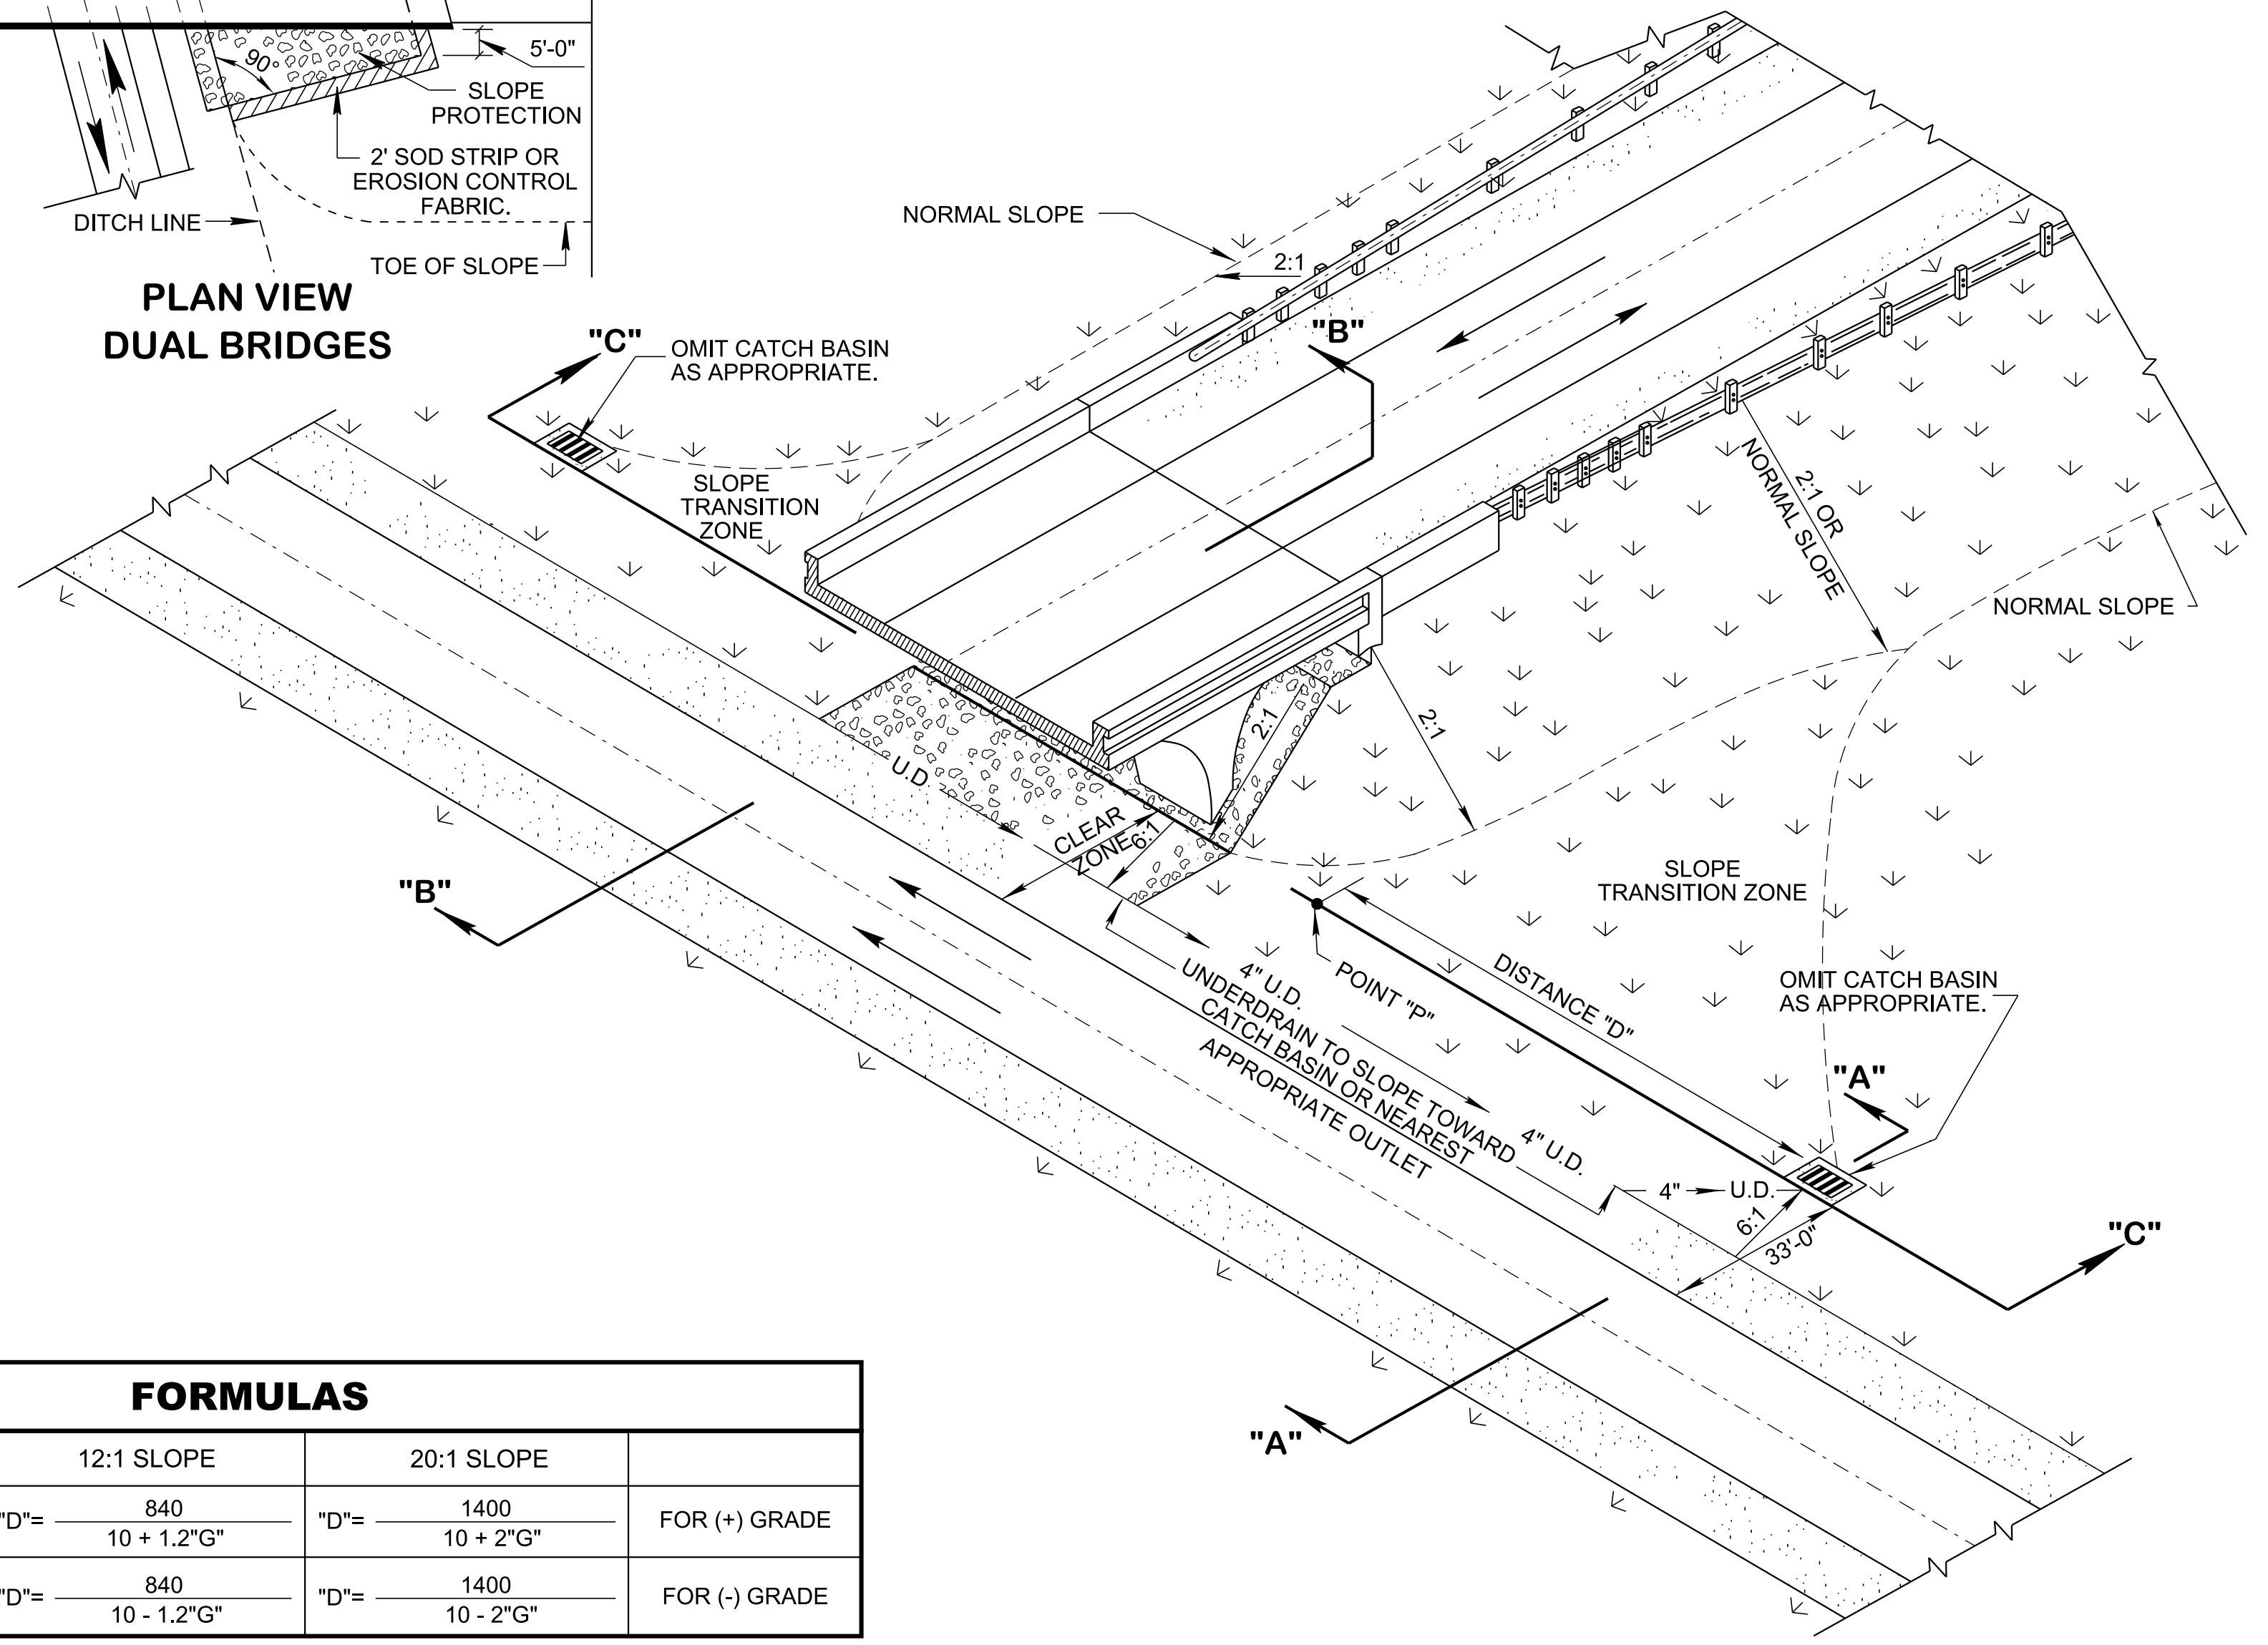 5'-0"
90°
SLOPE
PROTECTION
2' SOD STRIP OR
EROSION CONTROL
FABRIC.
DITCH LINE
TOE OF SLOPE
PLAN VIEW
DUAL BRIDGES
NORMAL SLOPE
2:1
"C"
OMIT CATCH BASIN
AS APPROPRIATE.
"B"
SLOPE
TRANSITION
ZONE
2:1 OR
NORMAL SLOPE
NORMAL SLOPE
2:1
2:1
U.D.
CLEAR
ZONE
6:1
"B"
SLOPE
TRANSITION ZONE
4" U.D.
UNDERDRAIN TO SLOPE TOWARD
CATCH BASIN OR NEAREST
APPROPRIATE OUTLET
POINT "P"
DISTANCE "D"
OMIT CATCH BASIN
AS APPROPRIATE.
"A"
4" U.D.
4" U.D.
6:1
33'-0"
"C"
"A"
FORMULAS
12:1 SLOPE
20:1 SLOPE
"D"= 840
10 + 1.2"G"
"D"= 1400
10 + 2"G"
FOR (+) GRADE
"D"= 840
10 - 1.2"G"
"D"= 1400
10 - 2"G"
FOR (-) GRADE